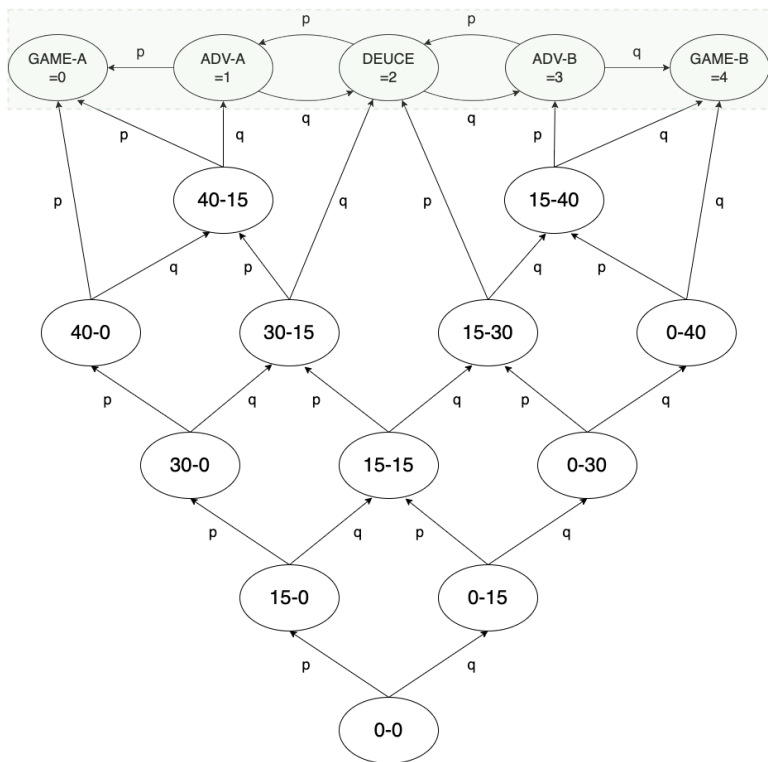 p p
GAME-A ADV-A DEUCE ADV-B GAME-B
p q
=0 =1 =2 =3 =4
q q
p q p q
40-15 15-40
p q p q
q p q p
40-0 30-15 15-30 0-40
p q p q p q
30-0 15-15 0-30
p q p q
15-0 0-15
p q
0-0